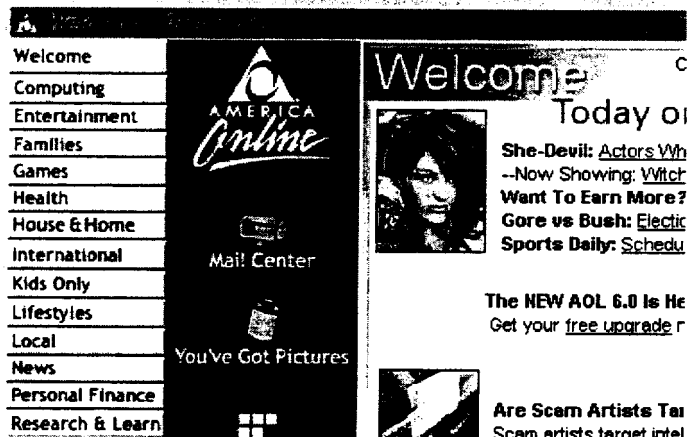 Welcome
Computing
Entertainment
Families
Games
Health
House & Home
International
Kids Only
Lifestyles
Local
News
Personal Finance
Research & Learn
AMERICA
Online
Mail Center
You've Got Pictures
Welcome
C
Today o
She-Devil: Actors Wh
--Now Showing: Witch
Want To Earn More?
Gore vs Bush: Electio
Sports Daily: Schedu
The NEW AOL 6.0 Is He
Get your free upgrade
Are Scam Artists Tar
Scam artists target intel